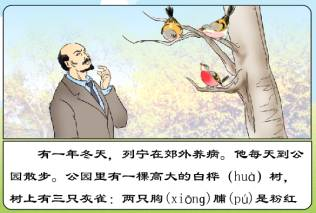 有一年冬天，列宁在郊外养病。他每天到公
园散步。公园里有一棵高大的白桦（huà）树，
树上有三只灰雀：两只胸(xiōng)脯(pú)是粉红